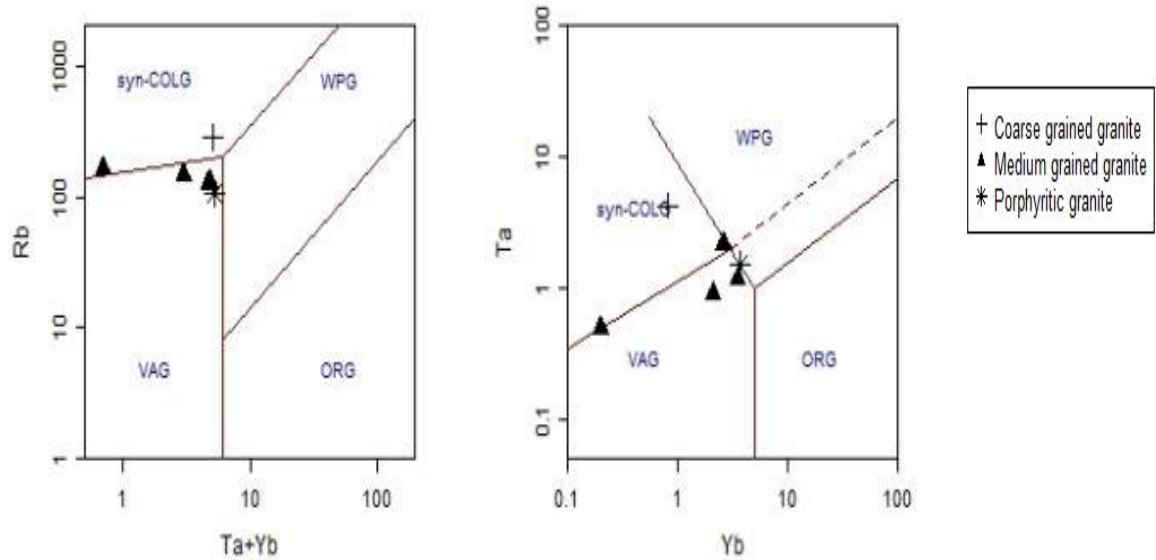 1000
100
10
1
Rb
syn-COLG
WPG
VAG
ORG
1
10
100
Ta+Yb
100
10
1
0.1
Ta
WPG
syn-COLG
VAG
ORG
0.1
1
10
100
Yb
Coarse grained granite
Medium grained granite
Porphyritic granite